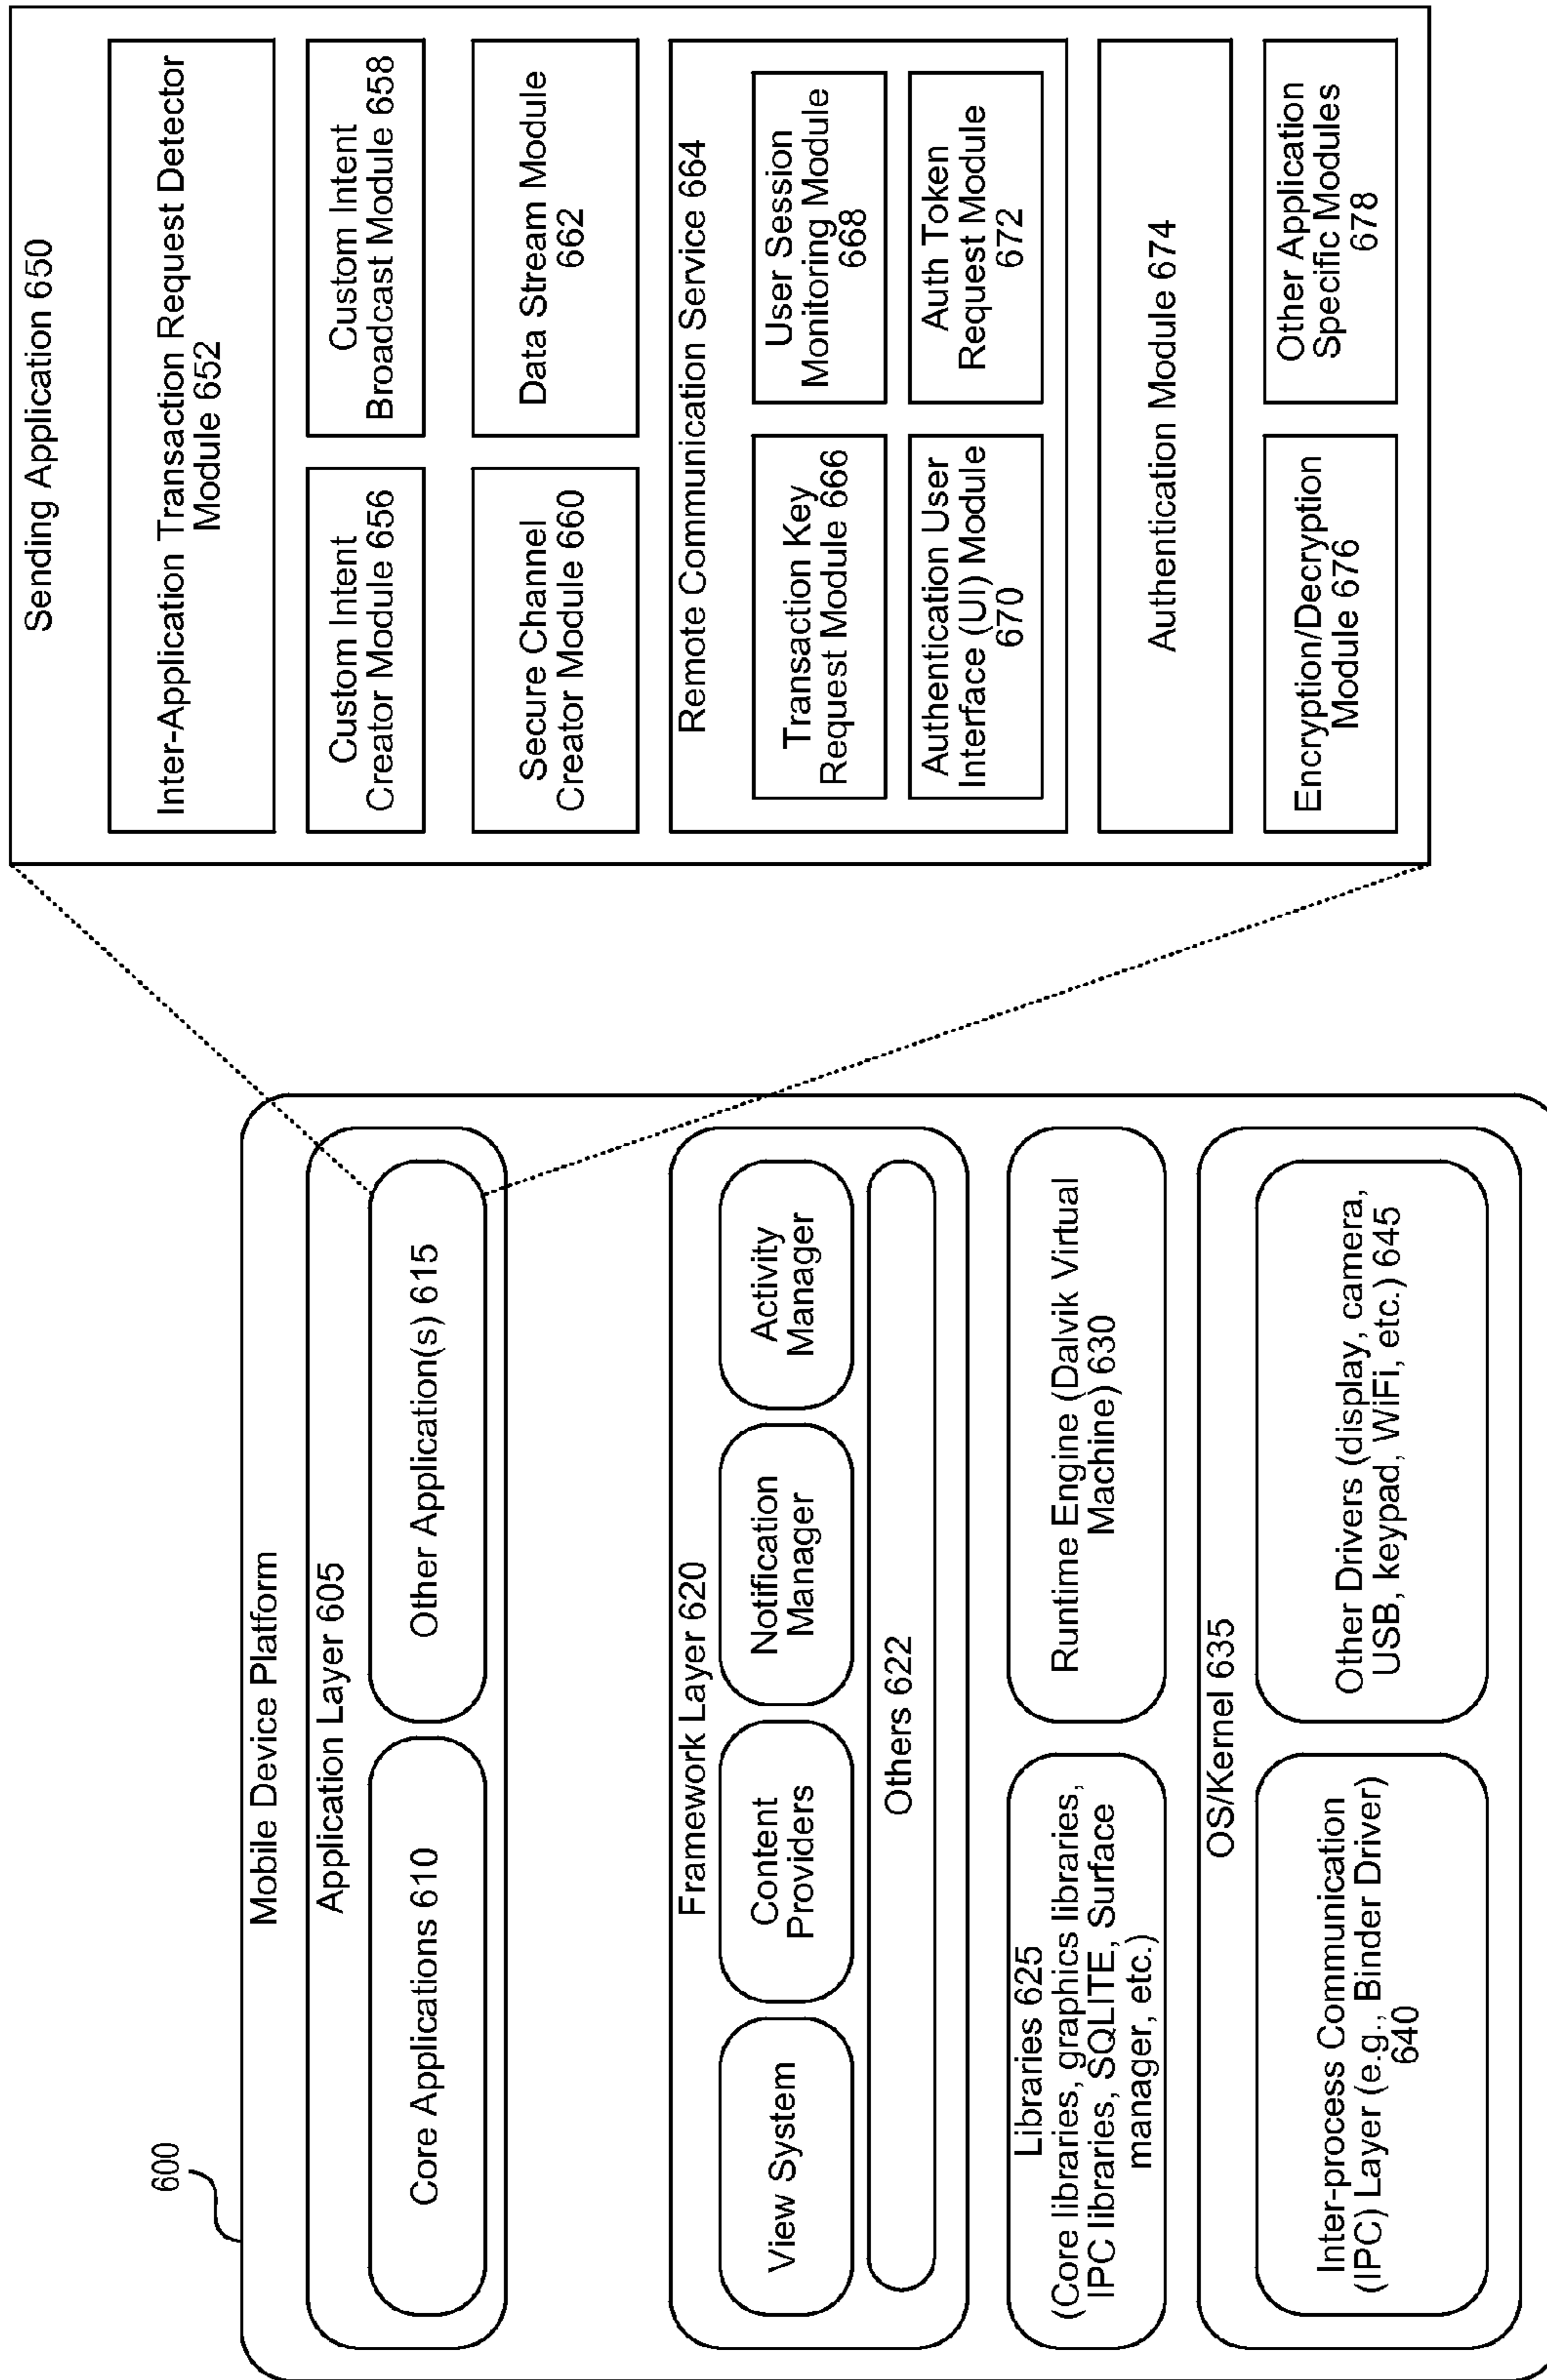 600
Mobile Device Platform
Application Layer 605
Core Applications 610
Other Application(s) 615
Framework Layer 620
View System
Content
Providers
Notification
Manager
Activity
Manager
Others 622
Libraries 625
(Core libraries, graphics libraries,
IPC libraries, SQLITE, Surface
manager, etc.)
Runtime Engine (Dalvik Virtual
Machine) 630
OS/Kernel 635
Inter-process Communication
(IPC) Layer (e.g., Binder Driver)
640
Other Drivers (display, camera,
USB, keypad, WiFi, etc.) 645
Sending Application 650
Inter-Application Transaction Request Detector
Module 652
Custom Intent
Creator Module 656
Custom Intent
Broadcast Module 658
Secure Channel
Creator Module 660
Data Stream Module
662
Remote Communication Service 664
Transaction Key
Request Module 666
User Session
Monitoring Module
668
Authentication User
Interface (UI) Module
670
Auth Token
Request Module
672
Authentication Module 674
Encryption/Decryption
Module 676
Other Application
Specific Modules
678